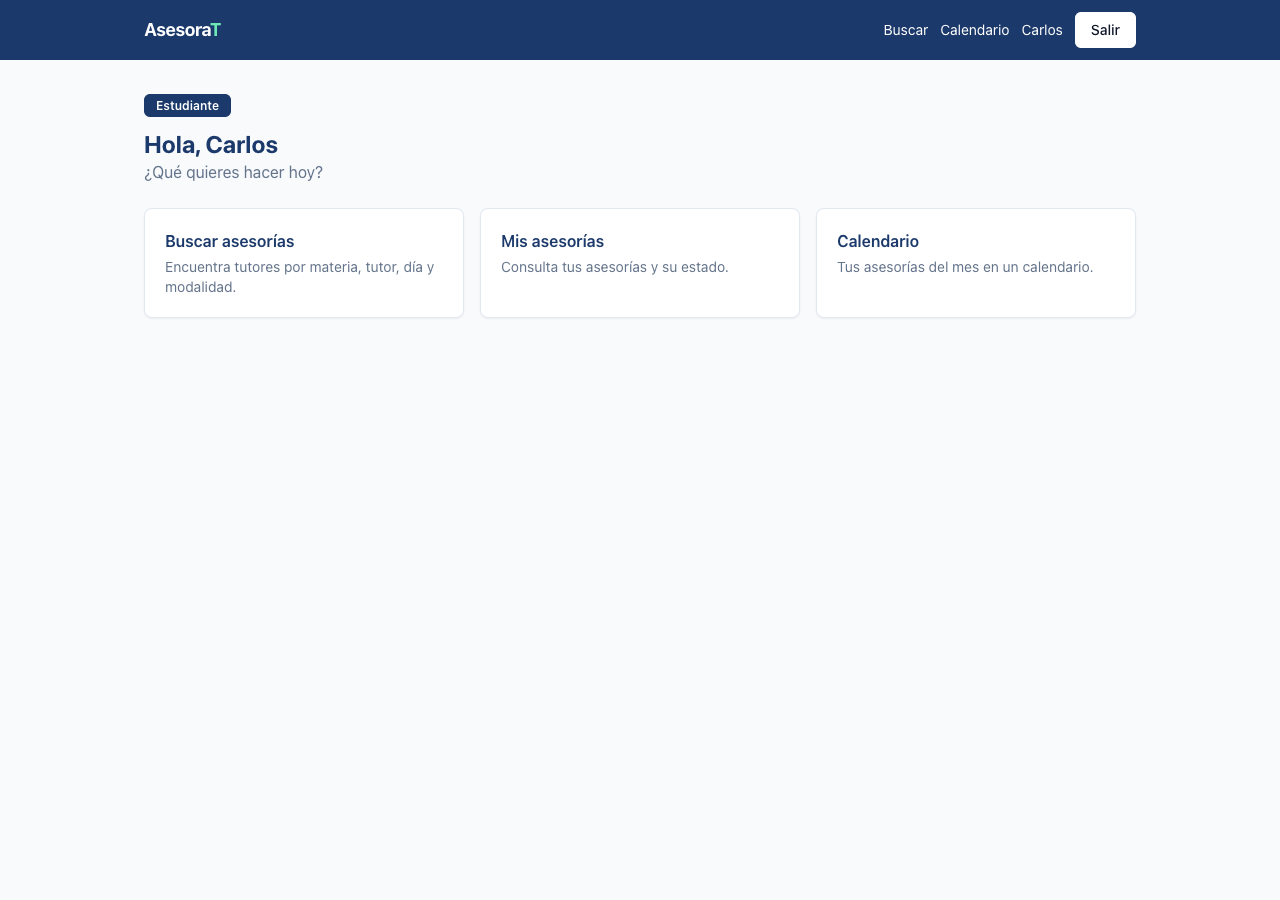 AsesoraT
Buscar Calendario Carlos Salir
Estudiante
Hola, Carlos
¿Qué quieres hacer hoy?
Buscar asesorías
Encuentra tutores por materia, tutor, día y
modalidad.
Mis asesorías
Consulta tus asesorías y su estado.
Calendario
Tus asesorías del mes en un calendario.